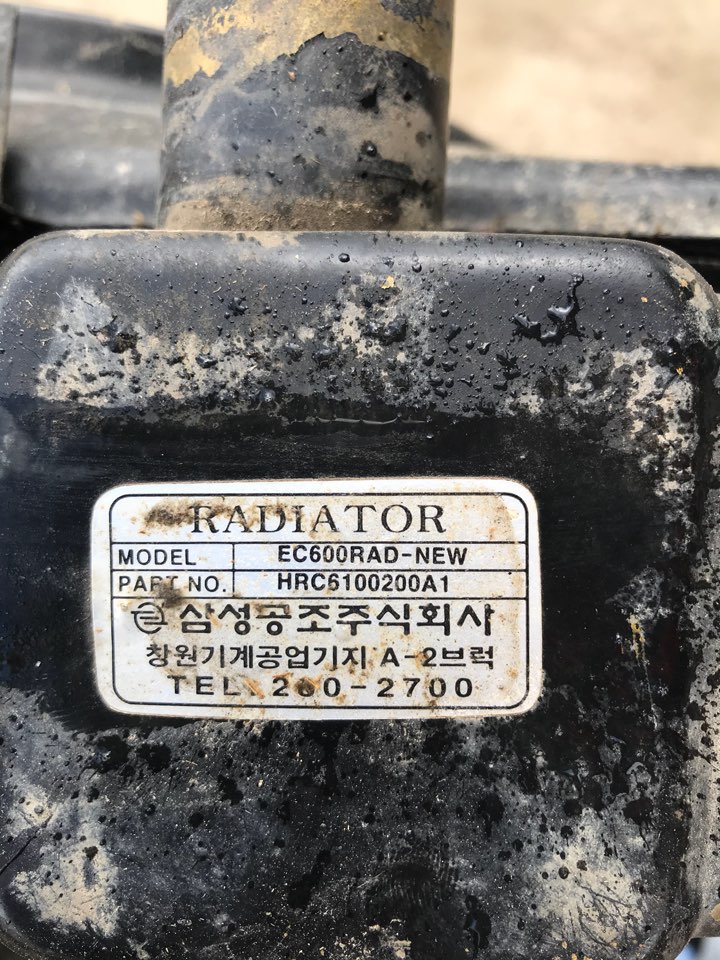 RADIATOR
MODEL EC600RAD-NEW
PART NO. HRC6100200A1
삼성공조주식회사
창원기계공업기지 A-2브럭
TEL 260-2700